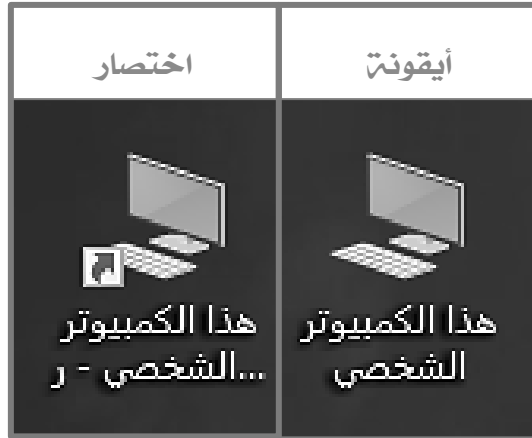 أيقونة
هذا الكمبيوتر
الشخصي
اختصار
هذا الكمبيوتر
الشخصي - ر...